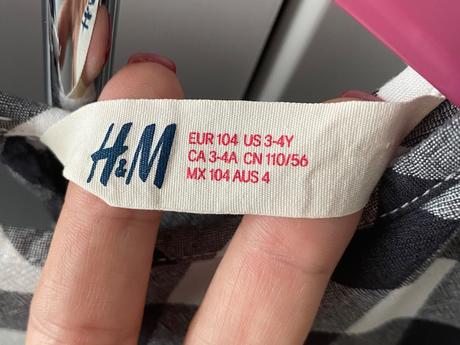 H&M
EUR 104 US 3-4Y
CA 3-4A CN 110/56
MX 104 AUS 4